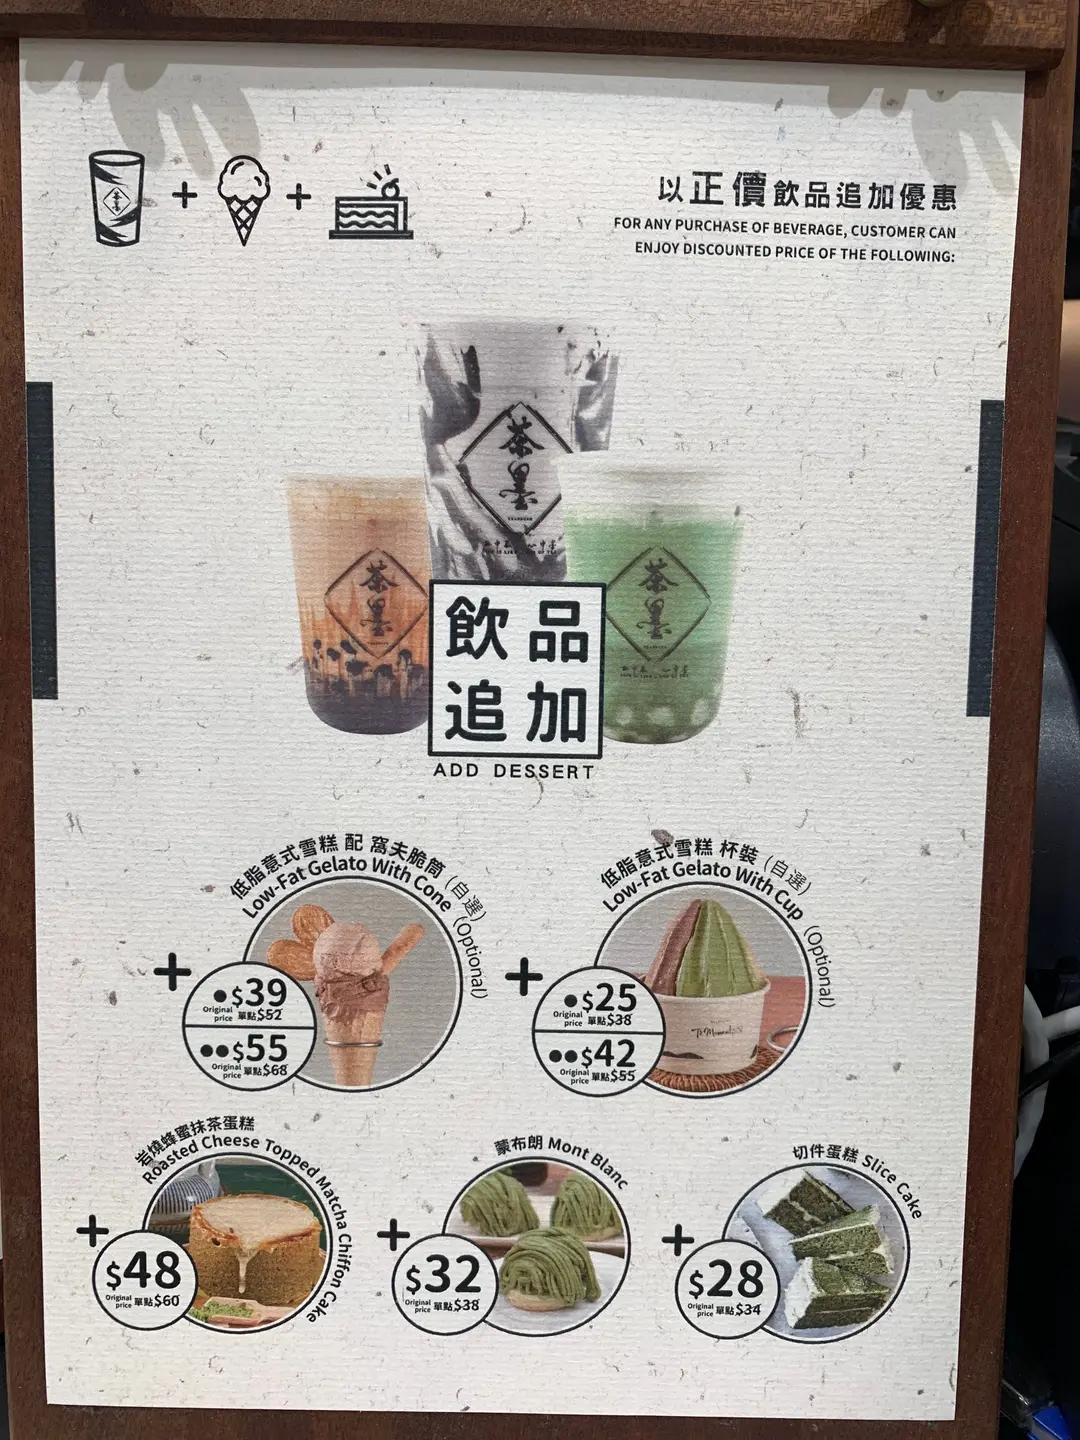 以正價飲品追加優惠
FOR ANY PURCHASE OF BEVERAGE, CUSTOMER CAN
ENJOY DISCOUNTED PRICE OF THE FOLLOWING:
茶墨
茶墨
茶墨
飲品
追加
ADD DESSERT
低脂意式雪糕 配 窩夫脆筒 (自選)
Low-Fat Gelato With Cone (Optional)
+
●$39
Original price 單點$52
●●$55
Original price 單點$68
低脂意式雪糕 杯裝 (自選)
Low-Fat Gelato With Cup (Optional)
+
●$25
Original price 單點$38
●●$42
Original price 單點$55
岩燒蜂蜜抹茶蛋糕
Roasted Cheese Topped Matcha Chiffon Cake
+
$48
Original price 單點$60
蒙布朗 Mont Blanc
+
$32
Original price 單點$38
切件蛋糕 Slice Cake
+
$28
Original price 單點$34